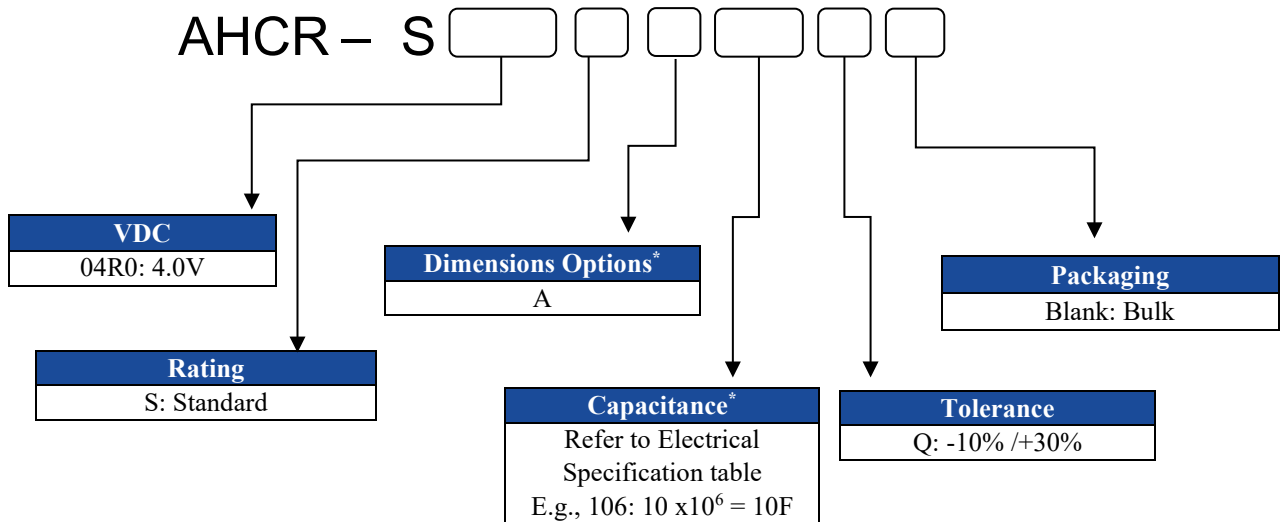 AHCR – S
VDC
04R0: 4.0V
Rating
S: Standard
Dimensions Options*
A
Capacitance*
Refer to Electrical
Specification table
E.g., 106: 10 x10⁶ = 10F
Tolerance
Q: -10% /+30%
Packaging
Blank: Bulk